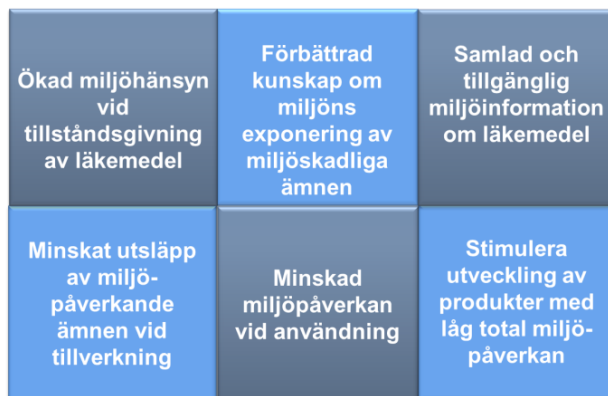 Ökad miljöhänsyn
vid
tillståndsgivning
av läkemedel
Förbättrad
kunskap om
miljöns
exponering av
miljöskadliga
ämnen
Samlad och
tillgänglig
miljöinformation
om läkemedel
Minskat utsläpp
av miljö-
påverkande
ämnen vid
tillverkning
Minskad
miljöpåverkan
vid användning
Stimulera
utveckling av
produkter med
låg total miljö-
påverkan